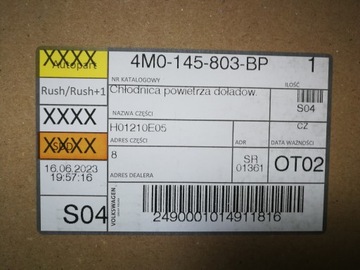 XXXX
Autopart
Rush/Rush+1
XXXX
XXXX
16.06.2023
19:57:16
S04
4M0-145-803-BP
1
NR KATALOGOWY
ILOŚĆ
Chłodnica powietrza doładow.
S04
NAZWA CZĘŚCI
H01210E05
CZ
ADRES CZĘŚCI
ADR
DATA WAŻNOŚCI
8
SR
01361
OT02
ADRES DEALERA
VOLKSWAGEN
2490001014911816